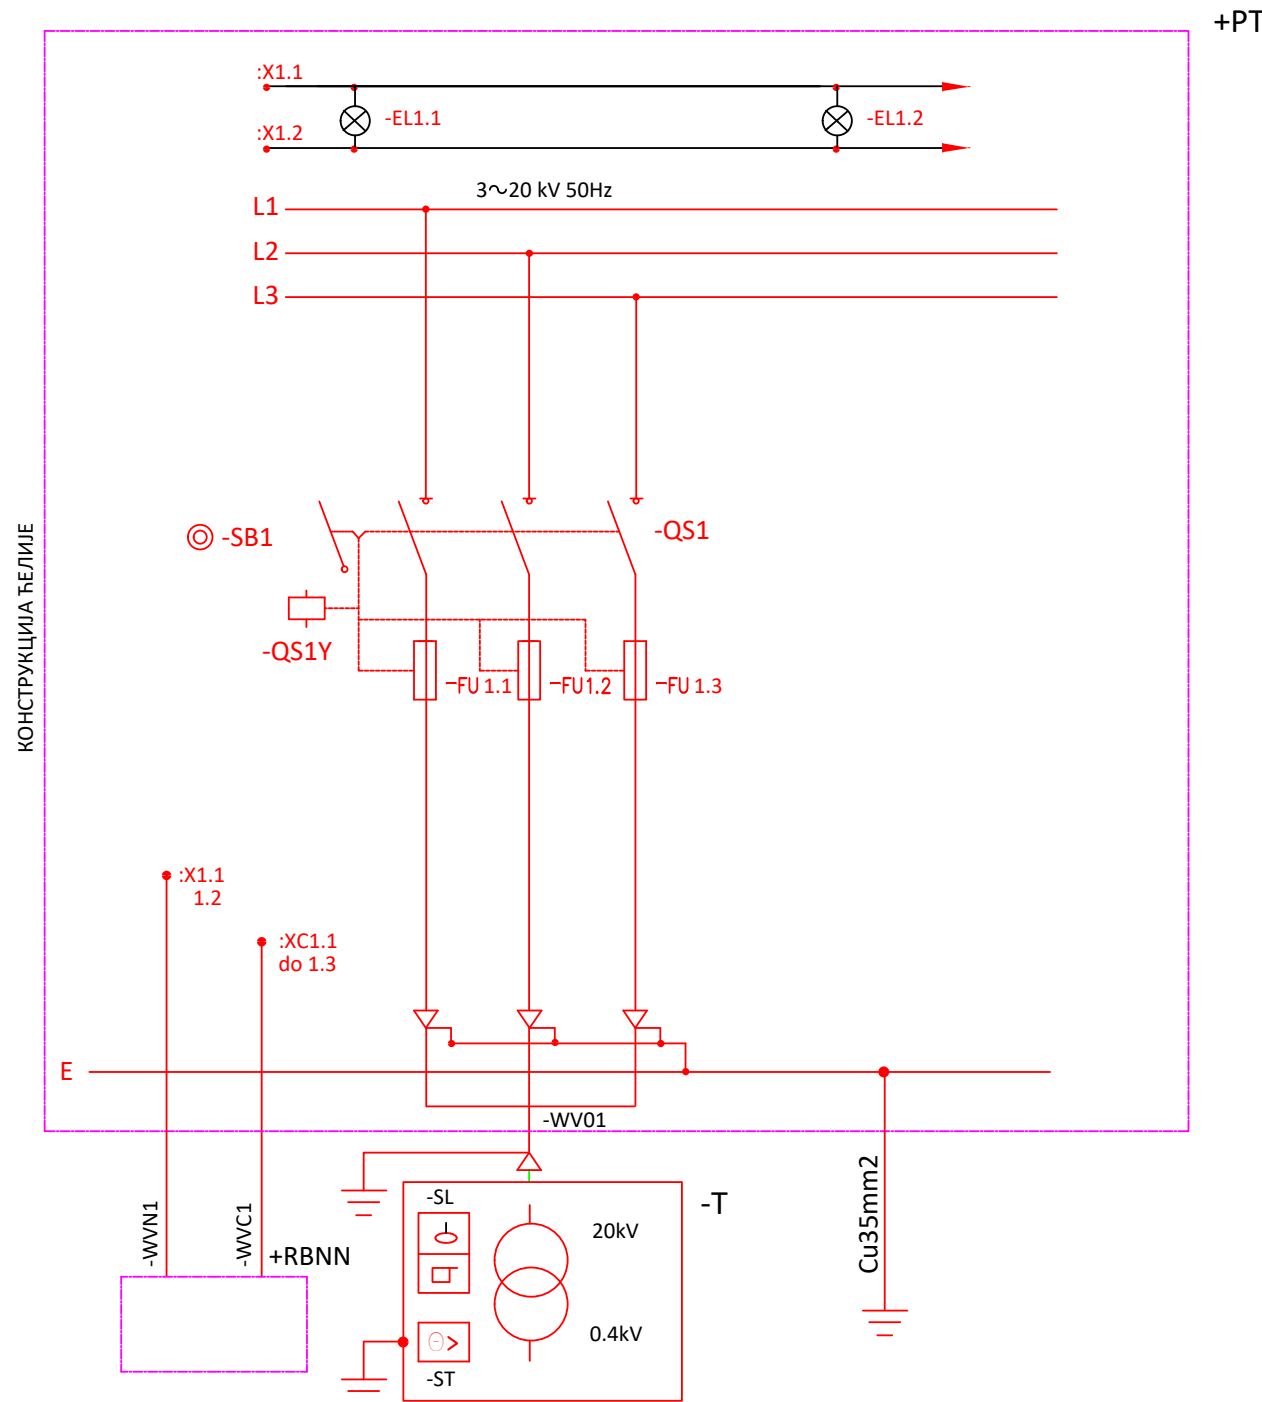 +PT
:X1.1
-EL1.1
-EL1.2
:X1.2
3~20 kV 50Hz
L1
L2
L3
КОНСТРУКЦИЈА ЋЕЛИЈЕ
-SB1
-QS1
-QS1Y
-FU 1.1
-FU1.2
-FU 1.3
:X1.1
1.2
:XC1.1
do 1.3
E
-WV01
-WVN1
-WVC1
+RBNN
-SL
-T
20kV
0.4kV
-ST
Cu35mm2